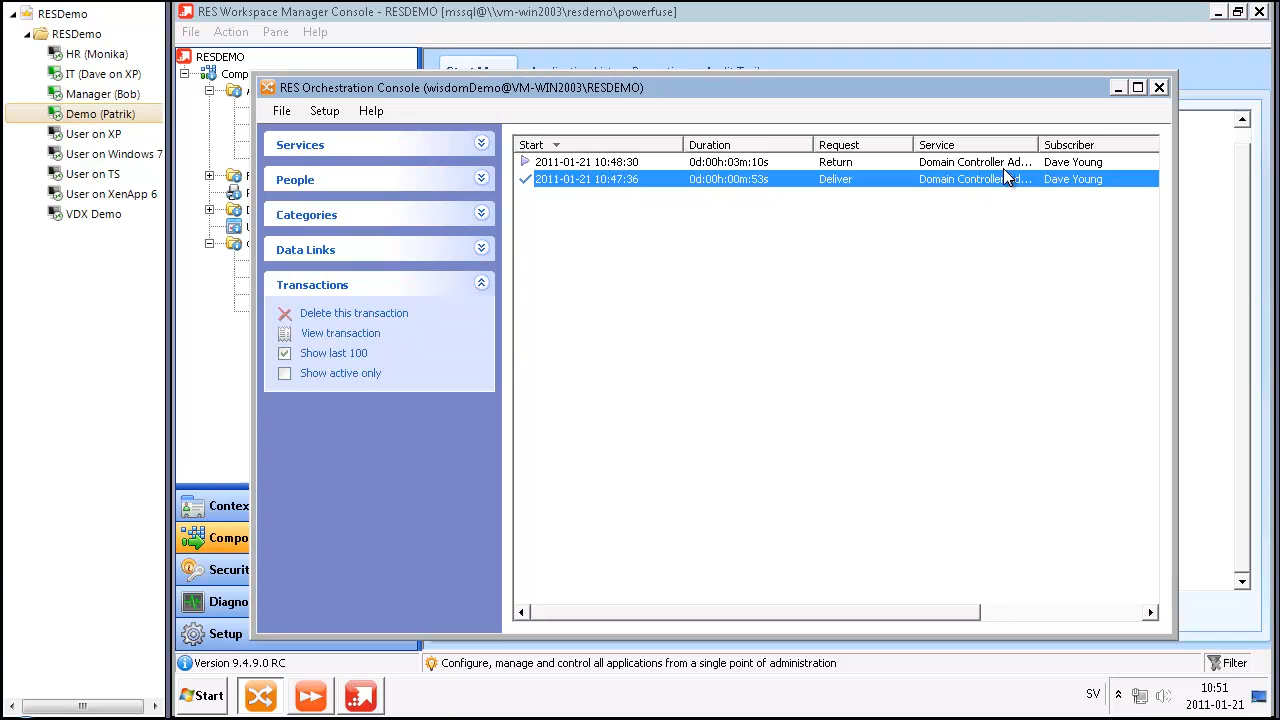 RESDemo
RESDemo
HR (Monika)
IT (Dave on XP)
Manager (Bob)
Demo (Patrik)
User on XP
User on Windows 7
User on TS
User on XenApp 6
VDX Demo
RES Workspace Manager Console - RESDEMO [mssql@\\vm-win2003\resdemo\powerfuse]
File Action Pane Help
RESDEMO
Comp
RES Orchestration Console (wisdomDemo@VM-WIN2003\RESDEMO)
File Setup Help
Services
People
Categories
Data Links
Transactions
Delete this transaction
View transaction
Show last 100
Show active only
Start Duration Request Service Subscriber
2011-01-21 10:48:30 0d:00h:03m:10s Return Domain Controller Ad... Dave Young
2011-01-21 10:47:36 0d:00h:00m:53s Deliver Domain Controller Ad... Dave Young
Contex
Compo
Securit
Diagno
Setup
Version 9.4.9.0 RC
Configure, manage and control all applications from a single point of administration
Filter
Start
SV
10:51
2011-01-21